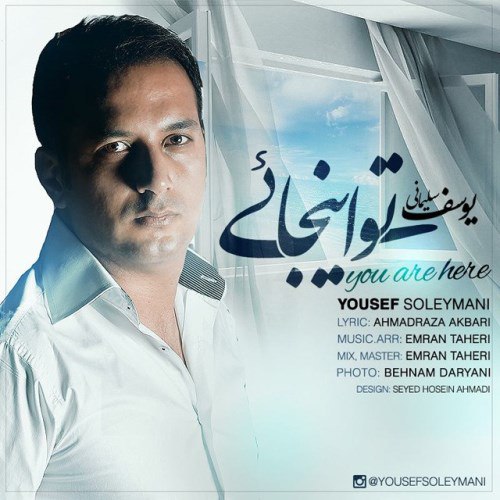 یوسف سلیمانی
تو اینجائے
you are here
YOUSEF SOLEYMANI
LYRIC: AHMADRAZA AKBARI
MUSIC.ARR: EMRAN TAHERI
MIX, MASTER: EMRAN TAHERI
PHOTO: BEHNAM DARYANI
DESIGN: SEYED HOSEIN AHMADI
@YOUSEFSOLEYMANI